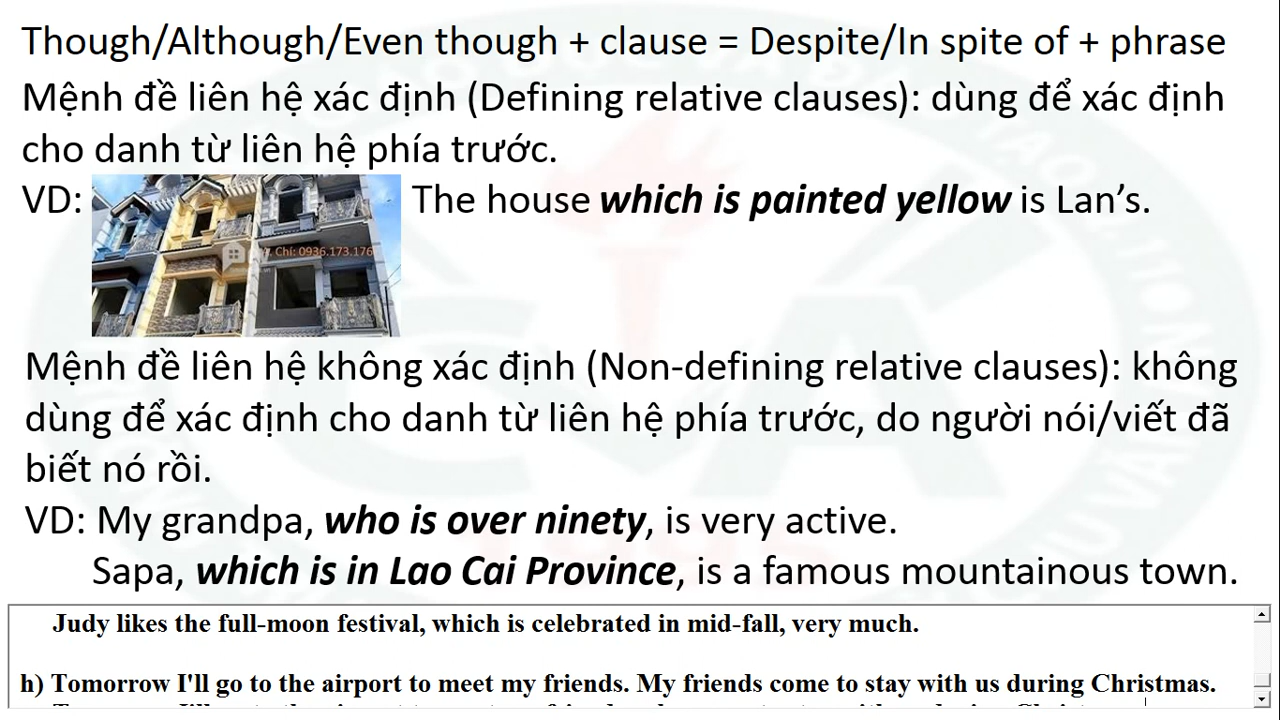 Though/Although/Even though + clause = Despite/In spite of + phrase
Mệnh đề liên hệ xác định (Defining relative clauses): dùng để xác định
cho danh từ liên hệ phía trước.
VD: The house which is painted yellow is Lan’s.
Chí: 0936.173.176
Mệnh đề liên hệ không xác định (Non-defining relative clauses): không
dùng để xác định cho danh từ liên hệ phía trước, do người nói/viết đã
biết nó rồi.
VD: My grandpa, who is over ninety, is very active.
Sapa, which is in Lao Cai Province, is a famous mountainous town.
Judy likes the full-moon festival, which is celebrated in mid-fall, very much.
h) Tomorrow I'll go to the airport to meet my friends. My friends come to stay with us during Christmas.